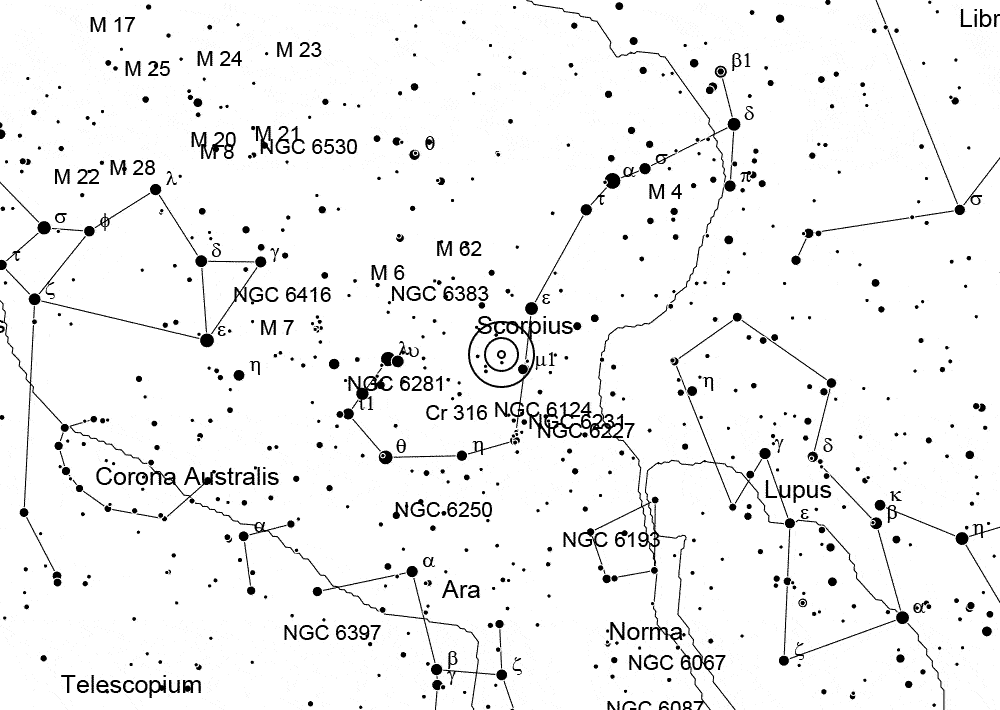 M 17
Libr
M 23
M 24
M 25
β1
δ
M 21
M 20
NGC 6530
M 8
θ
σ
α
M 28
M 22
λ
π
M 4
τ
σ
σ
ϕ
M 62
δ
γ
τ
M 6
ζ
NGC 6383
NGC 6416
ε
s
Scorpius
M 7
ε
λυ
μ1
η
NGC 6281
η
ι1
Cr 316
NGC 6124
NGC 6231
NGC 6227
θ
η
γ
δ
Corona Australis
Lupus
κ
β
ε
NGC 6250
α
η
NGC 6193
α
Ara
α
NGC 6397
Norma
ζ
β
ζ
NGC 6067
γ
Telescopium
NGC 6087